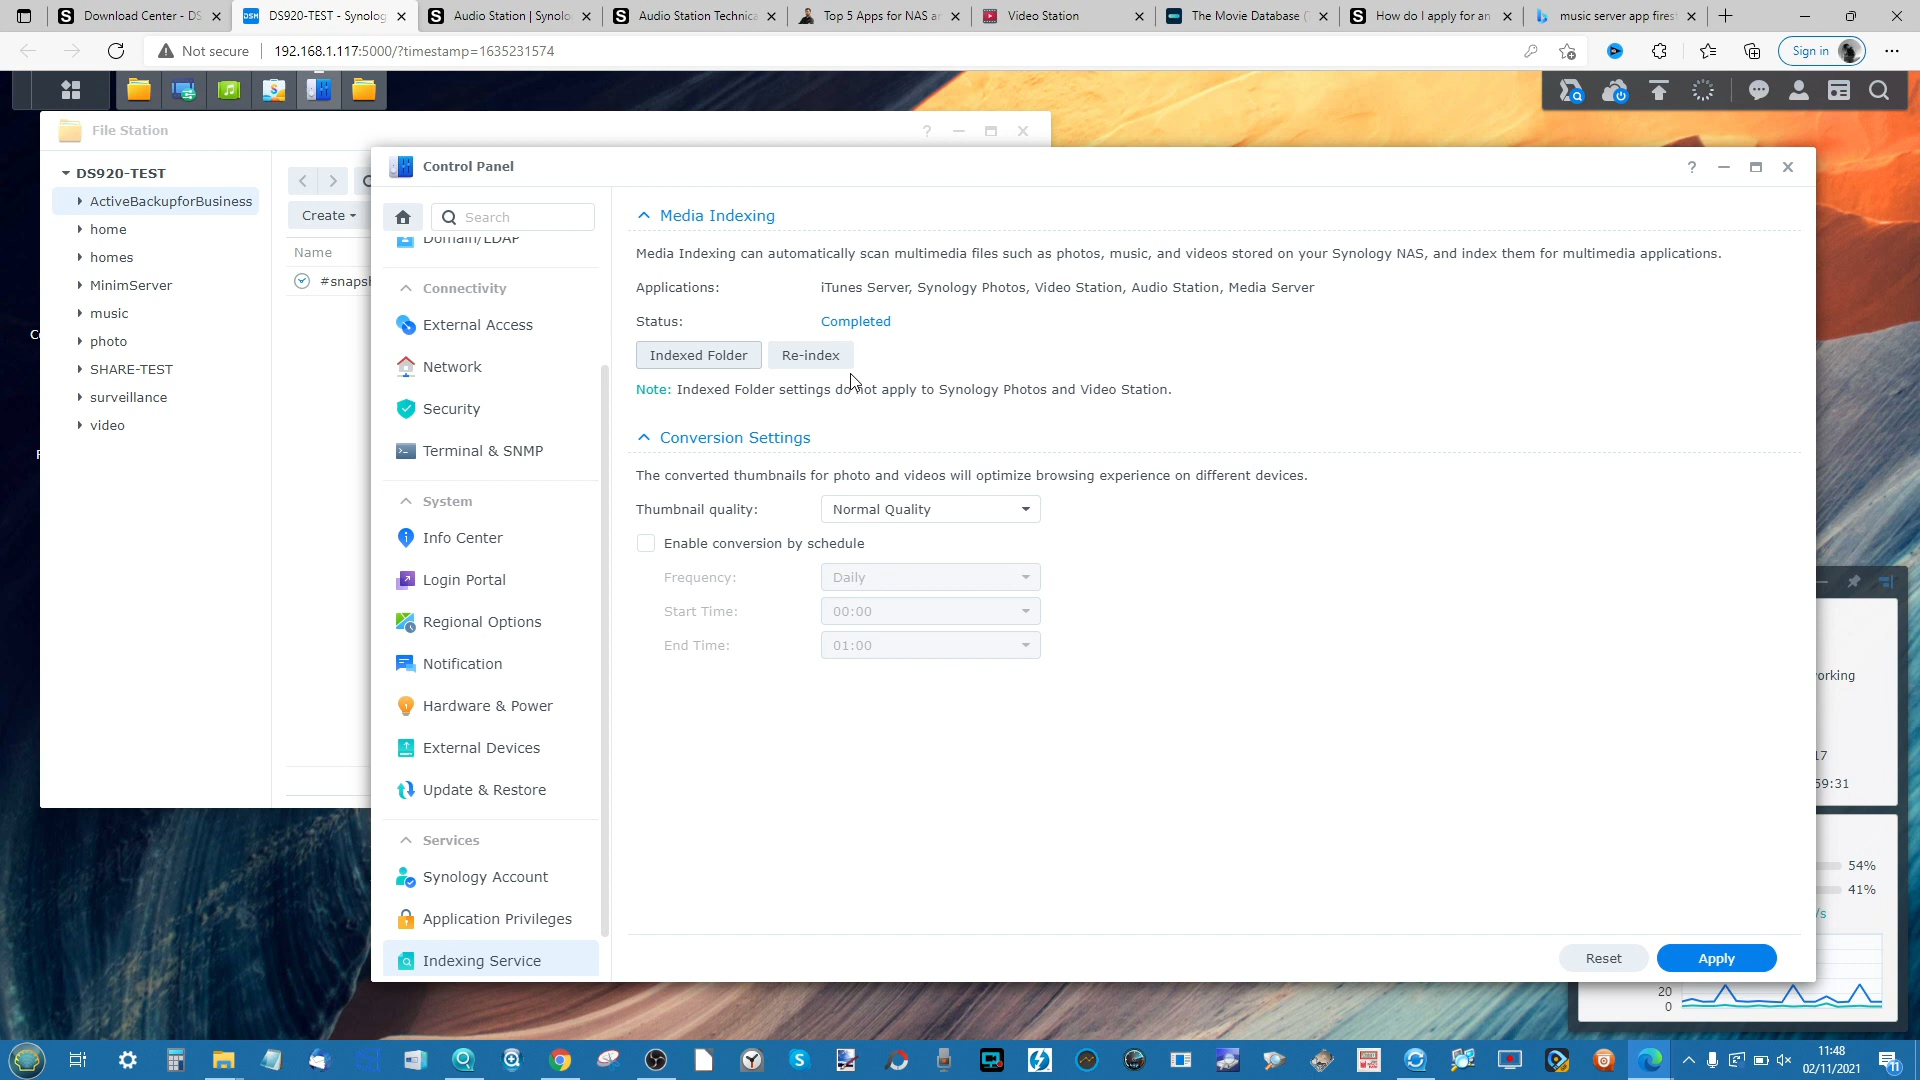 Download Center - DS
DS920-TEST - Synolog
Audio Station | Synolo
Audio Station Technica
Top 5 Apps for NAS ar
Video Station
The Movie Database (
How do I apply for an
music server app fires
Not secure
192.168.1.117:5000/?timestamp=1635231574
Sign in
File Station
DS920-TEST
ActiveBackupforBusiness
home
homes
MinimServer
music
photo
SHARE-TEST
surveillance
video
Create
Name
#snapsh
Control Panel
Search
Domain/LDAP
Connectivity
External Access
Network
Security
Terminal & SNMP
System
Info Center
Login Portal
Regional Options
Notification
Hardware & Power
External Devices
Update & Restore
Services
Synology Account
Application Privileges
Indexing Service
Media Indexing
Media Indexing can automatically scan multimedia files such as photos, music, and videos stored on your Synology NAS, and index them for multimedia applications.
Applications: iTunes Server, Synology Photos, Video Station, Audio Station, Media Server
Status: Completed
Indexed Folder Re-index
Note: Indexed Folder settings do not apply to Synology Photos and Video Station.
Conversion Settings
The converted thumbnails for photo and videos will optimize browsing experience on different devices.
Thumbnail quality: Normal Quality
Enable conversion by schedule
Frequency: Daily
Start Time: 00:00
End Time: 01:00
Reset Apply
orking
17
59:31
54%
41%
/s
20
0
11:48
02/11/2021
11